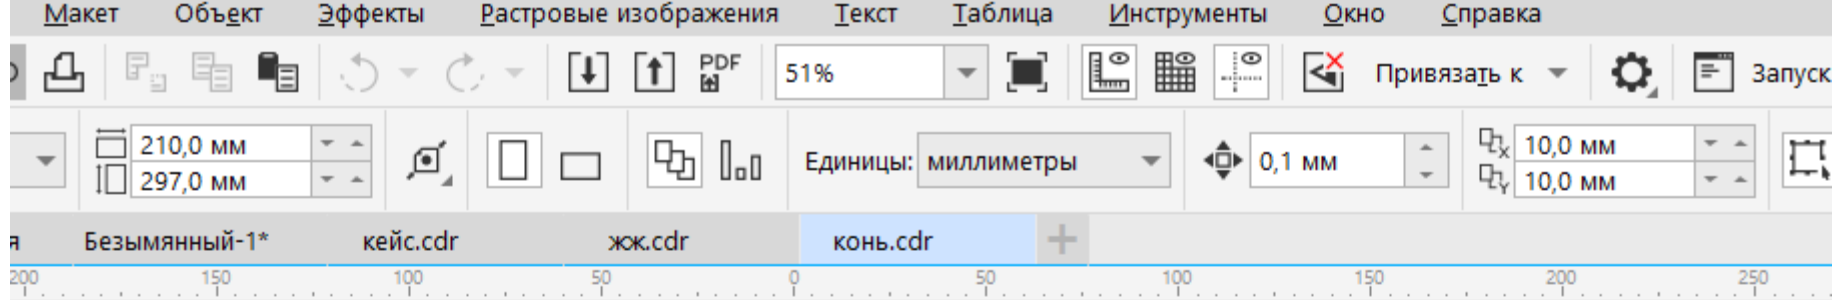 Макет Объект Эффекты Растровые изображения Текст Таблица Инструменты Окно Справка
PDF 51% Привязать к Запуск
210,0 мм Единицы: миллиметры 0,1 мм 10,0 мм
297,0 мм 10,0 мм
я Безымянный-1* кейс.cdr жж.cdr конь.cdr
200 150 100 50 0 50 100 150 200 250